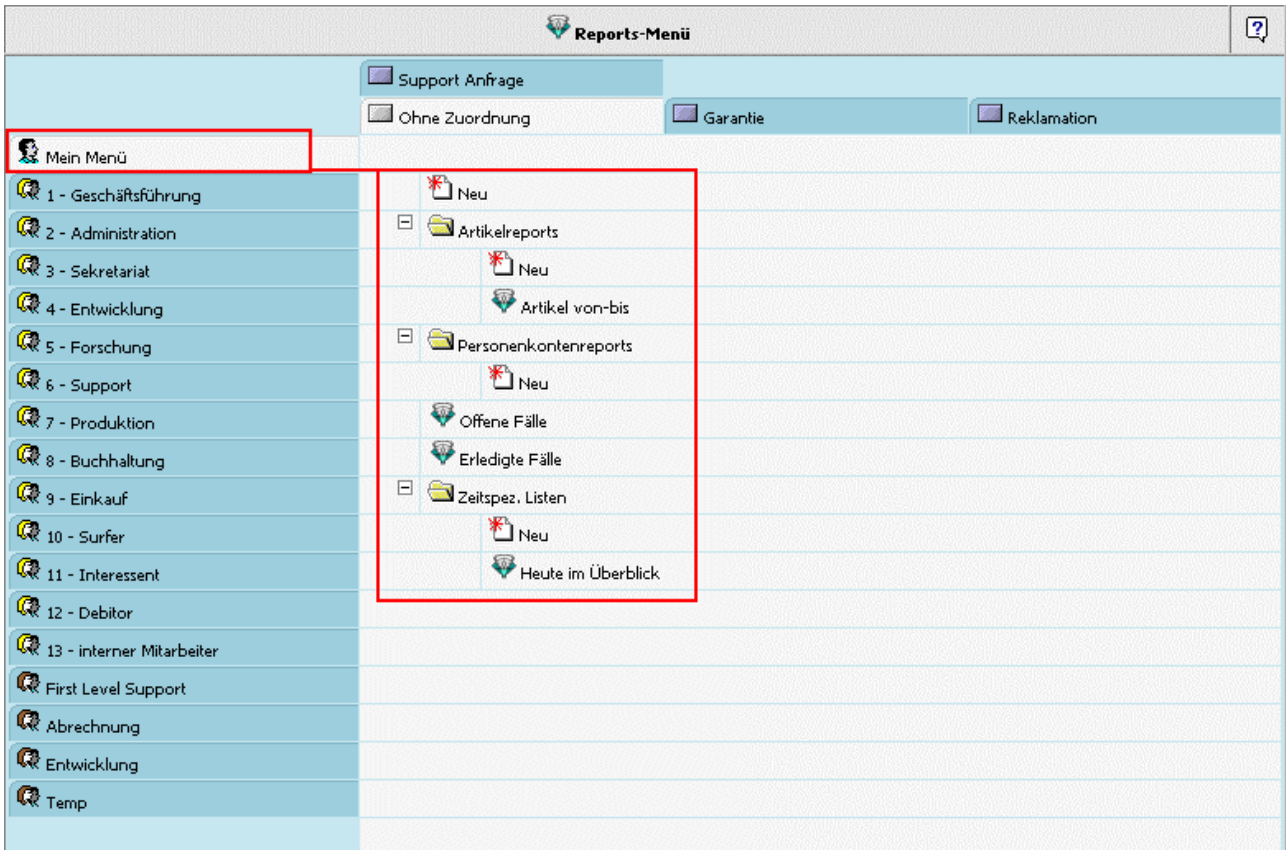 Reports-Menü
Support Anfrage
Ohne Zuordnung
Garantie
Reklamation
Mein Menü
1 - Geschäftsführung
2 - Administration
3 - Sekretariat
4 - Entwicklung
5 - Forschung
6 - Support
7 - Produktion
8 - Buchhaltung
9 - Einkauf
10 - Surfer
11 - Interessent
12 - Debitor
13 - interner Mitarbeiter
First Level Support
Abrechnung
Entwicklung
Temp
Neu
Artikelreports
Neu
Artikel von-bis
Personenkontenreports
Neu
Offene Fälle
Erledigte Fälle
Zeitspez. Listen
Neu
Heute im Überblick